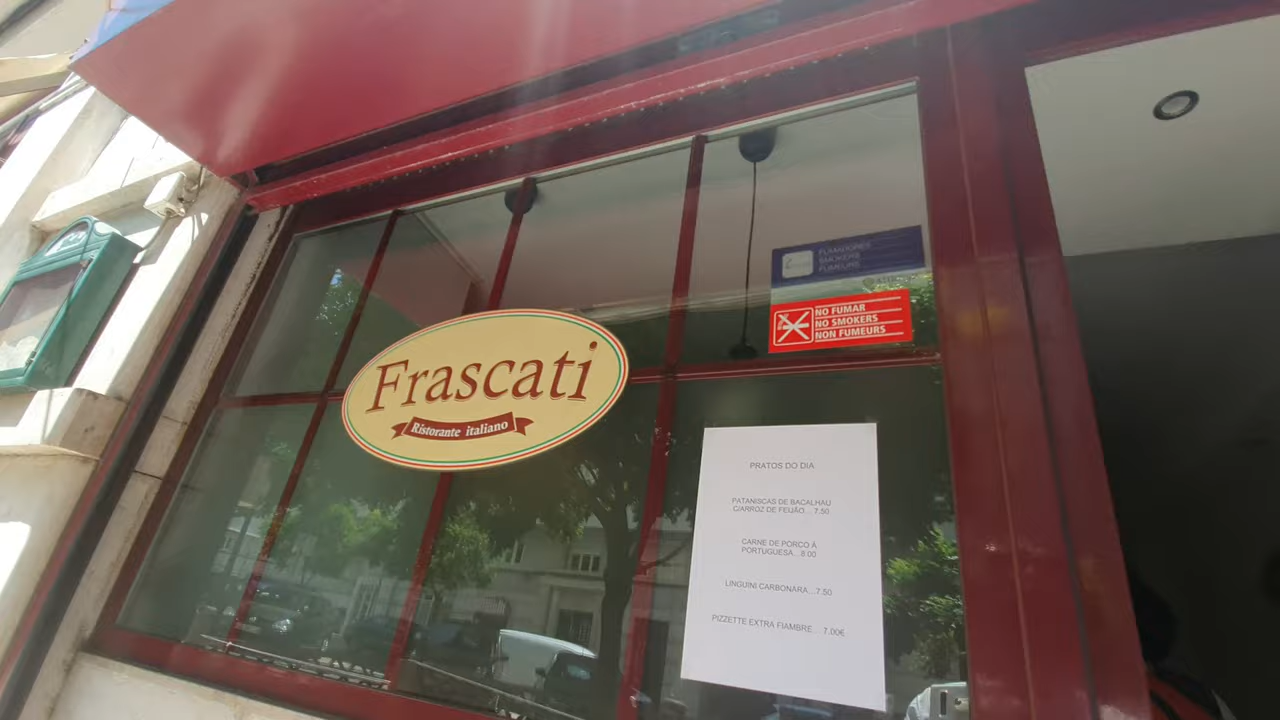 Frascati
Ristorante italiano
FUMADORES
SMOKERS
FUMEURS
NO FUMAR
NO SMOKERS
NON FUMEURS
PRATOS DO DIA
PATANISCAS DE BACALHAU
C/ARROZ DE FEIJÃO... 7.50
CARNE DE PORCO À
PORTUGUESA...8.00
LINGUINI CARBONARA...7.50
PIZZETTE EXTRA FIAMBRE... 7.00€